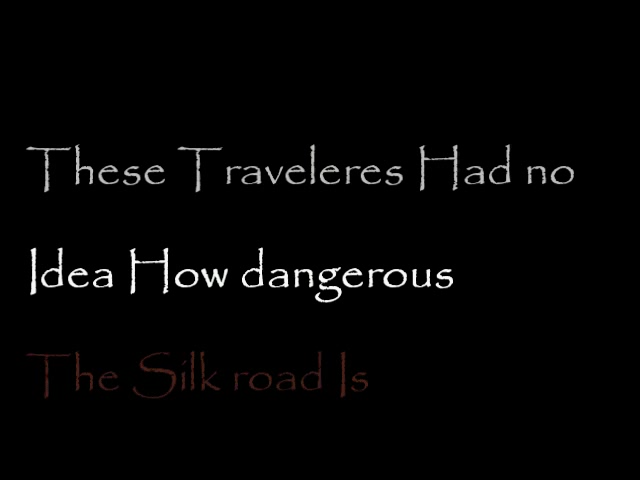 These Traveleres Had no
Idea How dangerous
The Silk road Is